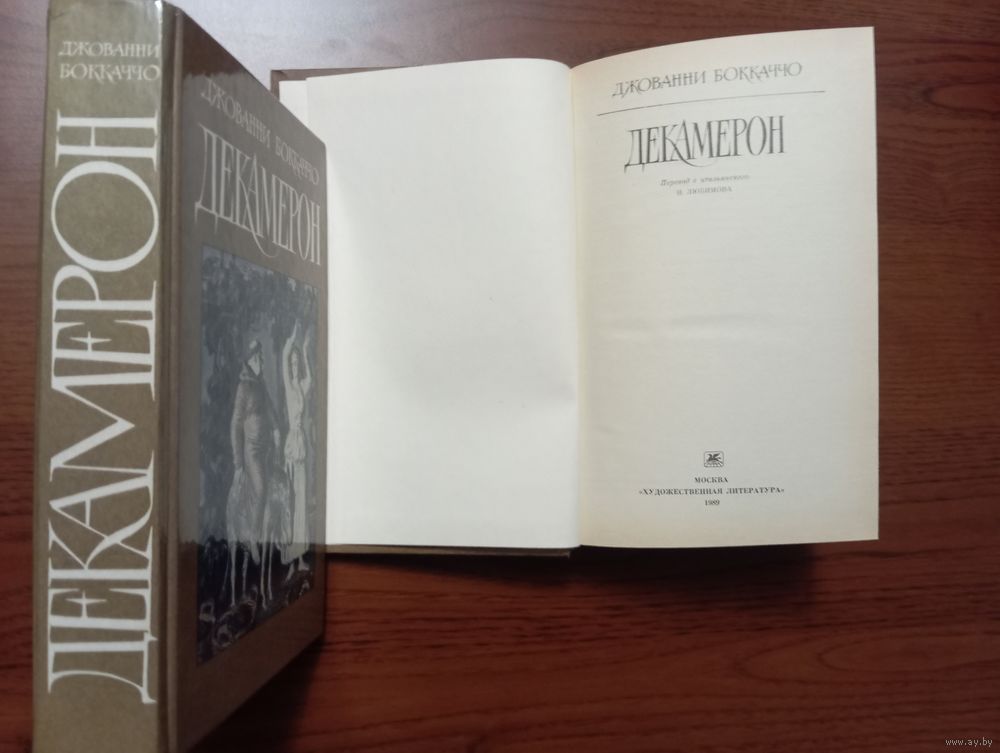 ДЖОВАННИ
БОККАЧЧО
ДЕКАМЕРОН
ДЖОВАННИ БОККАЧЧО
ДЕКАМЕРОН
ДЖОВАННИ БОККАЧЧО
ДЕКАМЕРОН
Перевод с итальянского
Н. ЛЮБИМОВА
МОСКВА
«ХУДОЖЕСТВЕННАЯ ЛИТЕРАТУРА»
1989
www.ay.by